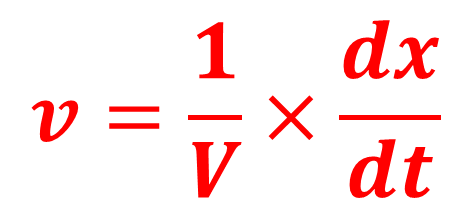 v = 1/V × dx/dt